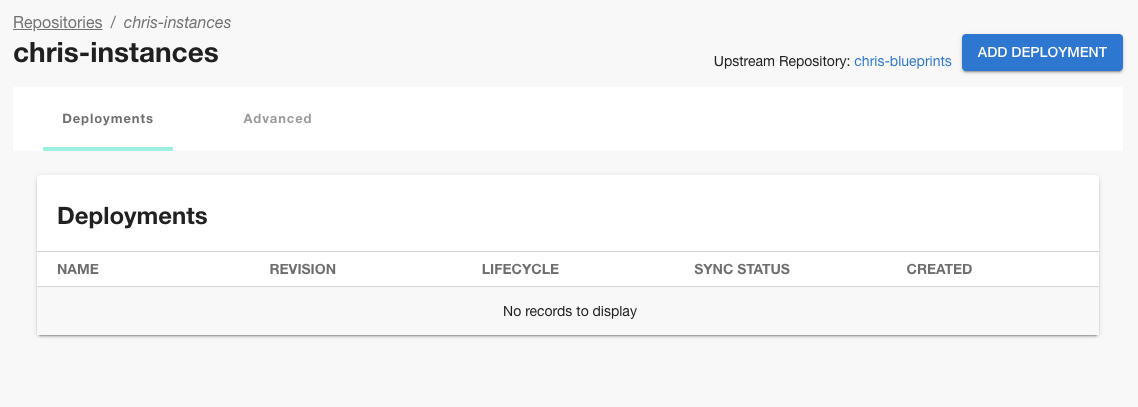 Repositories / chris-instances
chris-instances
Upstream Repository: chris-blueprints
ADD DEPLOYMENT
Deployments
Advanced
Deployments
NAME REVISION LIFECYCLE SYNC STATUS CREATED
No records to display